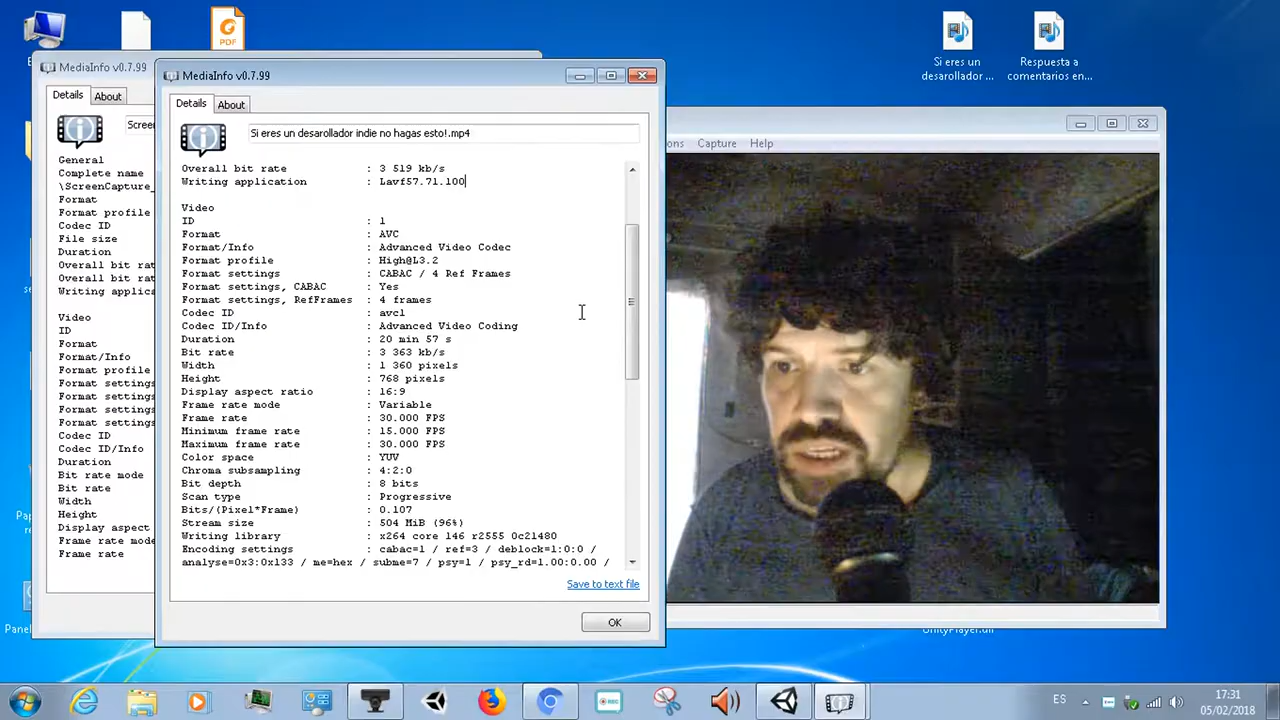 PDF
Si eres un
desarollador ...
Respuesta a
comentarios en...
MediaInfo v0.7.99
Details
About
Scree
General
Complete name
\ScreenCapture_
Format
Format profile
Codec ID
File size
Duration
Overall bit rat
Overall bit rat
Writing applica
Video
ID
Format
Format/Info
Format profile
Format settings
Format settings
Format settings
Format settings
Codec ID
Codec ID/Info
Duration
Bit rate mode
Bit rate
Width
Height
Display aspect
Frame rate mode
Frame rate
MediaInfo v0.7.99
Details
About
Si eres un desarollador indie no hagas esto!.mp4
Overall bit rate : 3 519 kb/s
Writing application : Lavf57.71.100
Video
ID : 1
Format : AVC
Format/Info : Advanced Video Codec
Format profile : High@L3.2
Format settings : CABAC / 4 Ref Frames
Format settings, CABAC : Yes
Format settings, RefFrames : 4 frames
Codec ID : avc1
Codec ID/Info : Advanced Video Coding
Duration : 20 min 57 s
Bit rate : 3 363 kb/s
Width : 1 360 pixels
Height : 768 pixels
Display aspect ratio : 16:9
Frame rate mode : Variable
Frame rate : 30.000 FPS
Minimum frame rate : 15.000 FPS
Maximum frame rate : 30.000 FPS
Color space : YUV
Chroma subsampling : 4:2:0
Bit depth : 8 bits
Scan type : Progressive
Bits/(Pixel*Frame) : 0.107
Stream size : 504 MiB (96%)
Writing library : x264 core 146 r2555 0c21480
Encoding settings : cabac=1 / ref=3 / deblock=1:0:0 /
analyse=0x3:0x133 / me=hex / subme=7 / psy=1 / psy_rd=1.00:0.00 /
Save to text file
OK
ons Capture Help
UnityPlayer.dll
Panel
REC
ES
17:31
05/02/2018